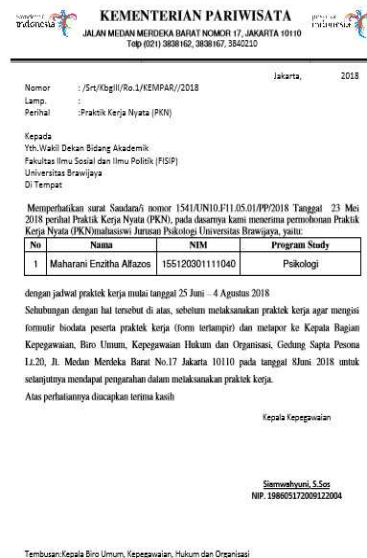 wonderful indonesia
KEMENTERIAN PARIWISATA
pesona indonesia
JALAN MEDAN MERDEKA BARAT NOMOR 17, JAKARTA 10110
Telp (021) 3838162, 3838167, 3840210
Jakarta, 2018
Nomor : /Srt/KbgIII/Ro.1/KEMPAR//2018
Lamp. :
Perihal :Praktik Kerja Nyata (PKN)
Kepada
Yth.Wakil Dekan Bidang Akademik
Fakultas Ilmu Sosial dan Ilmu Politik (FISIP)
Universitas Brawijaya
Di Tempat
Memperhatikan surat Saudara/i nomor 1541/UN10.F11.05.01/PP/2018 Tanggal 23 Mei
2018 perihal Praktik Kerja Nyata (PKN), pada dasarnya kami menerima permohonan Praktik
Kerja Nyata (PKN)mahasiswi Jurusan Psikologi Universitas Brawijaya, yaitu:
No Nama NIM Program Study
1 Maharani Enzitha Alfazos 155120301111040 Psikologi
dengan jadwal praktek kerja mulai tanggal 25 Juni – 4 Agustus 2018
Sehubungan dengan hal tersebut di atas, sebelum melaksanakan praktek kerja agar mengisi
formulir biodata peserta praktek kerja (form terlampir) dan melapor ke Kepala Bagian
Kepegawaian, Biro Umum, Kepegawaian Hukum dan Organisasi, Gedung Sapta Pesona
Lt.20, Jl. Medan Merdeka Barat No.17 Jakarta 10110 pada tanggal 8Juni 2018 untuk
selanjutnya mendapat pengarahan dalam melaksanakan praktek kerja.
Atas perhatiannya diucapkan terima kasih
Kepala Kepegawaian
Siamwahyuni, S.Sos
NIP. 198605172009122004
Tembusan:Kepala Biro Umum, Kepegawaian, Hukum dan Organisasi